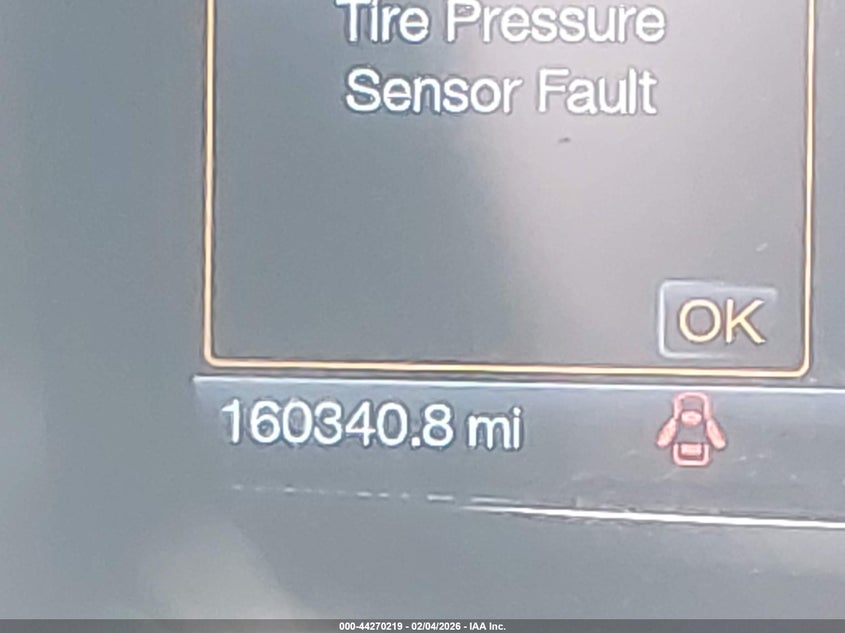 Tire Pressure
Sensor Fault
OK
160340.8 mi
000-44270219 - 02/04/2026 - IAA Inc.